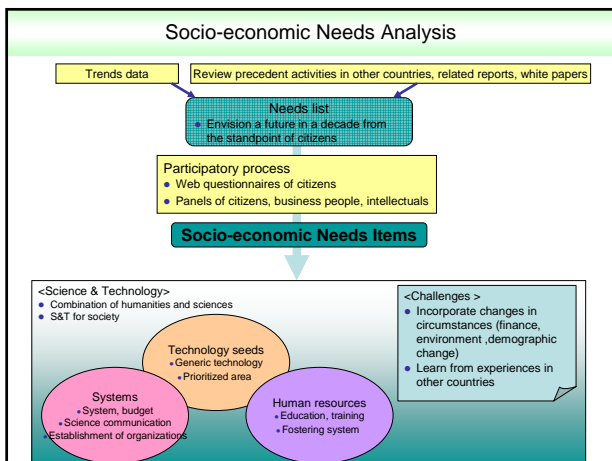 Socio-economic Needs Analysis
Trends data
Review precedent activities in other countries, related reports, white papers
Needs list
● Envision a future in a decade from
the standpoint of citizens
Participatory process
● Web questionnaires of citizens
● Panels of citizens, business people, intellectuals
Socio-economic Needs Items
<Science & Technology>
● Combination of humanities and sciences
● S&T for society
<Challenges >
● Incorporate changes in
circumstances (finance,
environment ,demographic
change)
● Learn from experiences in
other countries
Technology seeds
● Generic technology
● Prioritized area
Systems
● System, budget
● Science communication
● Establishment of organizations
Human resources
● Education, training
● Fostering system